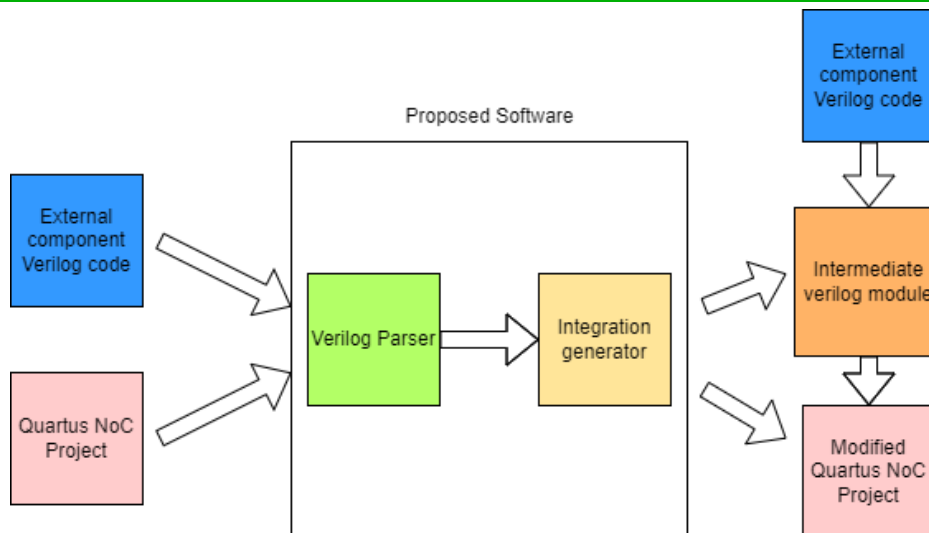 External
component
Verilog code
Proposed Software
External
component
Verilog code
Quartus NoC
Project
Verilog Parser
Integration
generator
Intermediate
verilog module
Modified
Quartus NoC
Project